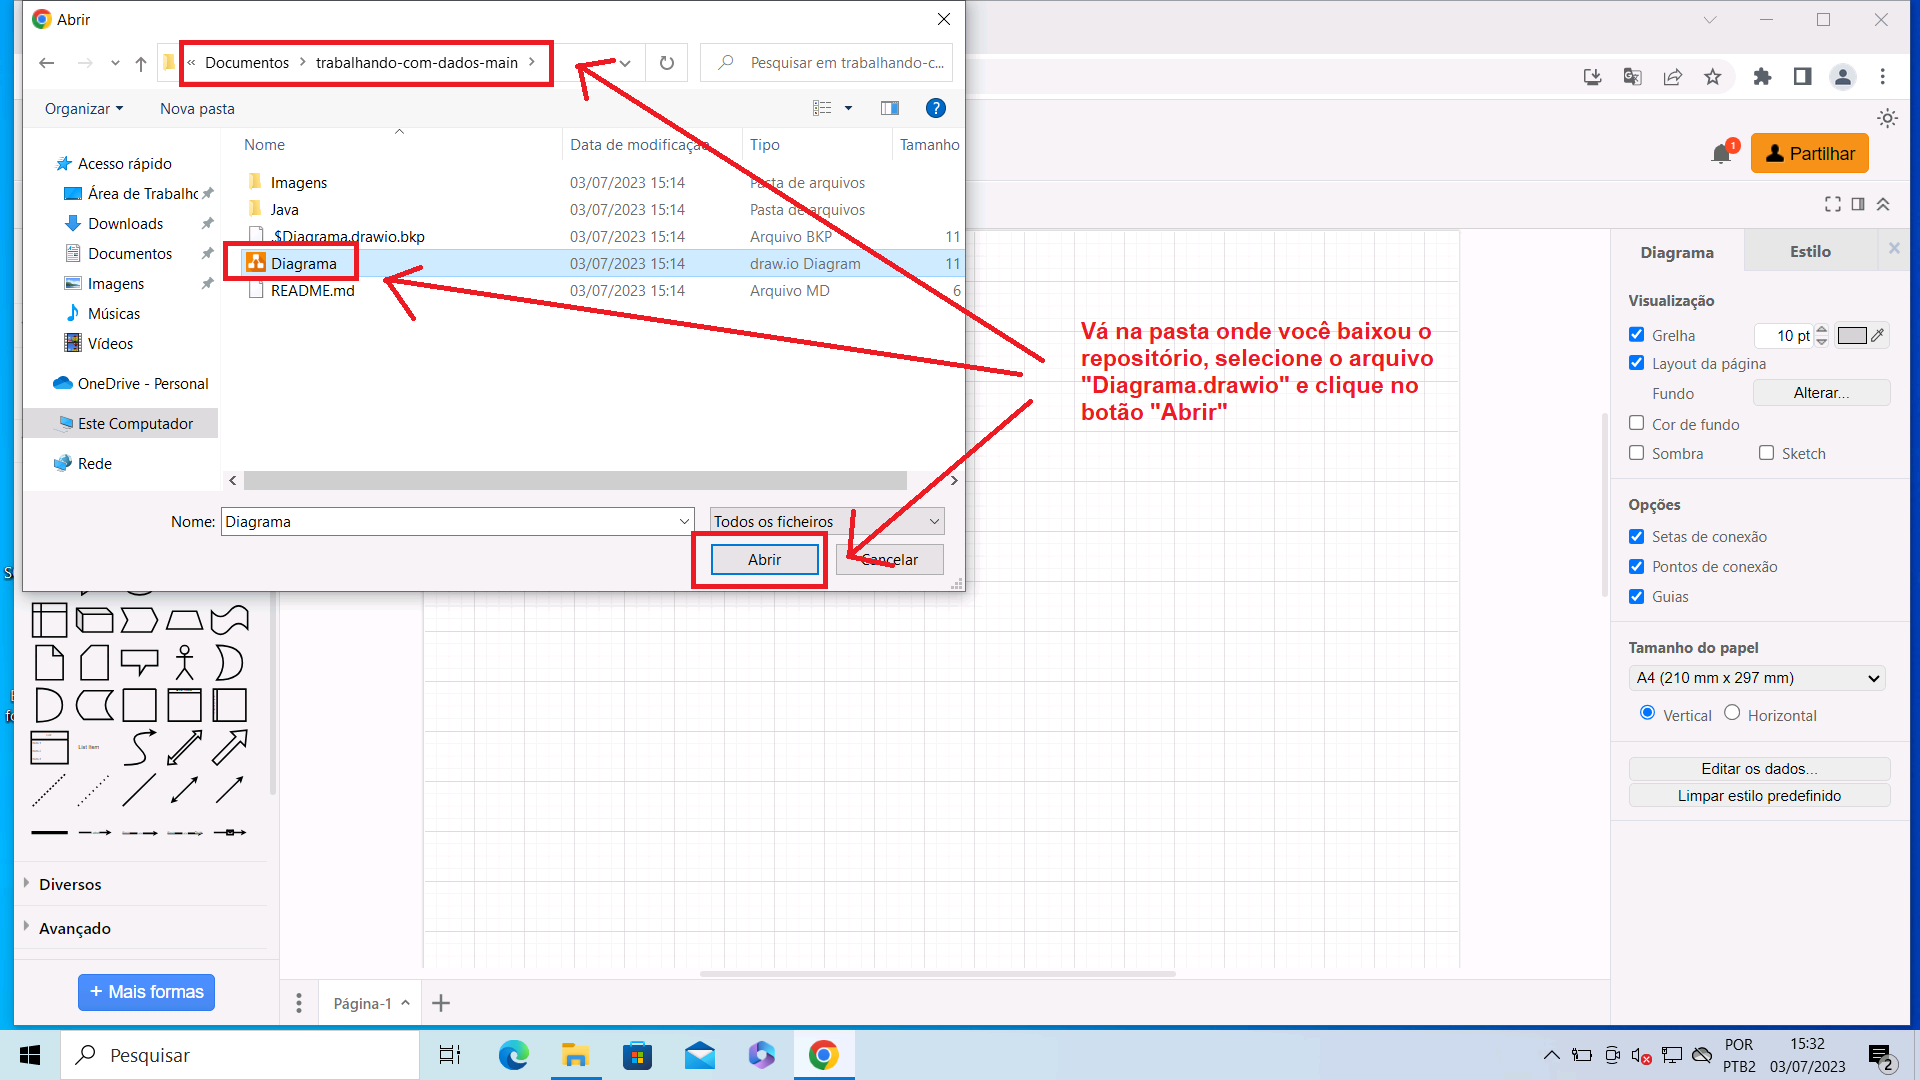 Abrir
« Documentos > trabalhando-com-dados-main >
Pesquisar em trabalhando-c...
Organizar
Nova pasta
Nome
Data de modificação
Tipo
Tamanho
Acesso rápido
Área de Trabalho
Downloads
Documentos
Imagens
Músicas
Vídeos
OneDrive - Personal
Este Computador
Rede
Imagens 03/07/2023 15:14 Pasta de arquivos
Java 03/07/2023 15:14 Pasta de arquivos
.$Diagrama.drawio.bkp 03/07/2023 15:14 Arquivo BKP 11
Diagrama 03/07/2023 15:14 draw.io Diagram 11
README.md 03/07/2023 15:14 Arquivo MD 6
Nome: Diagrama
Todos os ficheiros
Abrir
Cancelar
Vá na pasta onde você baixou o
repositório, selecione o arquivo
"Diagrama.drawio" e clique no
botão "Abrir"
1
Partilhar
Diagrama
Estilo
Visualização
Grelha 10 pt
Layout da página
Fundo Alterar...
Cor de fundo
Sombra Sketch
Opções
Setas de conexão
Pontos de conexão
Guias
Tamanho do papel
A4 (210 mm x 297 mm)
Vertical Horizontal
Editar os dados...
Limpar estilo predefinido
List Item
Diversos
Avançado
+ Mais formas
Página-1
Pesquisar
POR
PTB2
15:32
03/07/2023
2